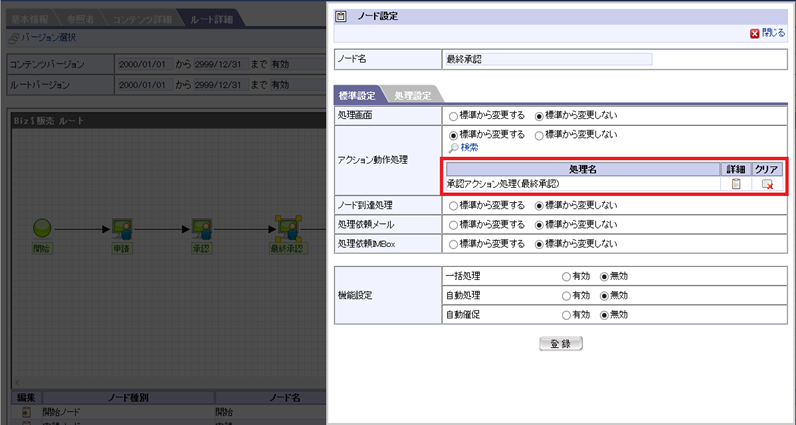 基本情報 参照者 コンテンツ詳細 ルート詳細
バージョン選択
コンテンツバージョン 2000/01/01 から 2999/12/31 まで 有効
ルートバージョン 2000/01/01 から 2999/12/31 まで 有効
Biz∫販売 ルート
開始 申請 承認 最終承認
編集 ノード種別 ノード名
開始ノード 開始
ノード設定
閉じる
ノード名 最終承認
標準設定 処理設定
処理画面 標準から変更する 標準から変更しない
アクション動作処理 標準から変更する 標準から変更しない
検索
処理名 詳細 クリア
承認アクション処理(最終承認)
ノード到達処理 標準から変更する 標準から変更しない
処理依頼メール 標準から変更する 標準から変更しない
処理依頼IMBox 標準から変更する 標準から変更しない
機能設定
一括処理 有効 無効
自動処理 有効 無効
自動催促 有効 無効
登録